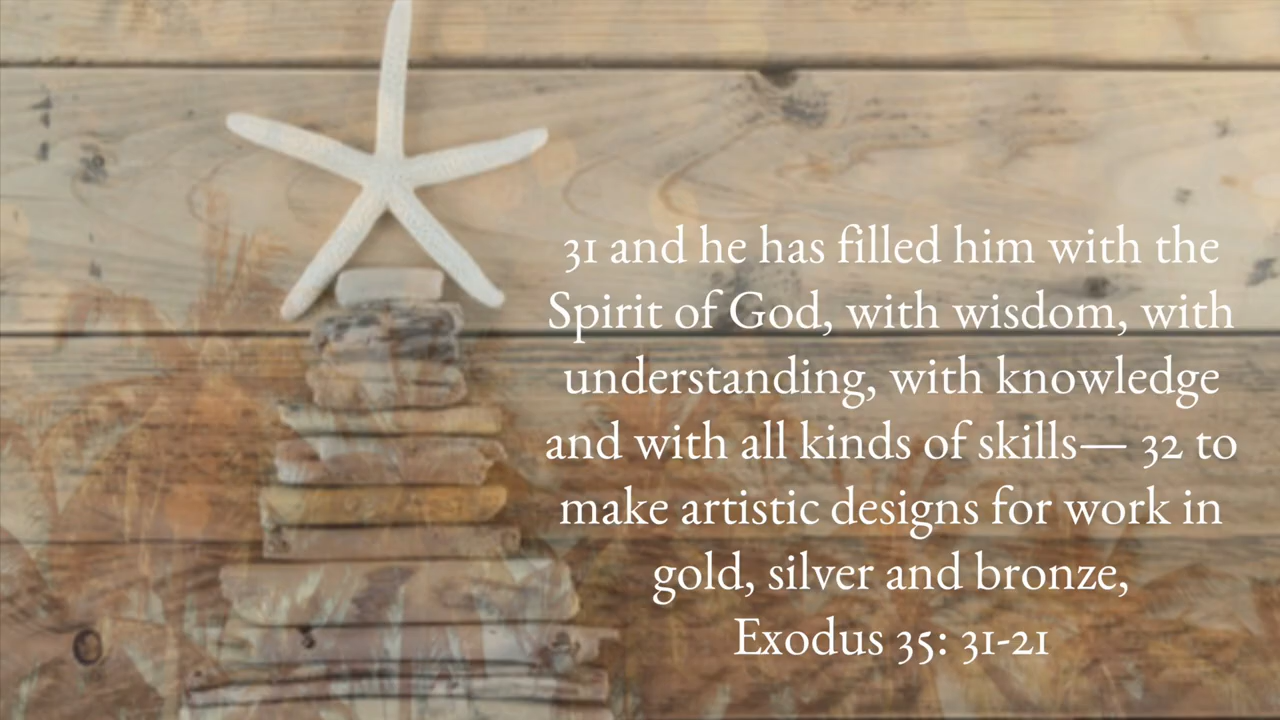 31 and he has filled him with the
Spirit of God, with wisdom, with
understanding, with knowledge
and with all kinds of skills— 32 to
make artistic designs for work in
gold, silver and bronze,
Exodus 35: 31-21